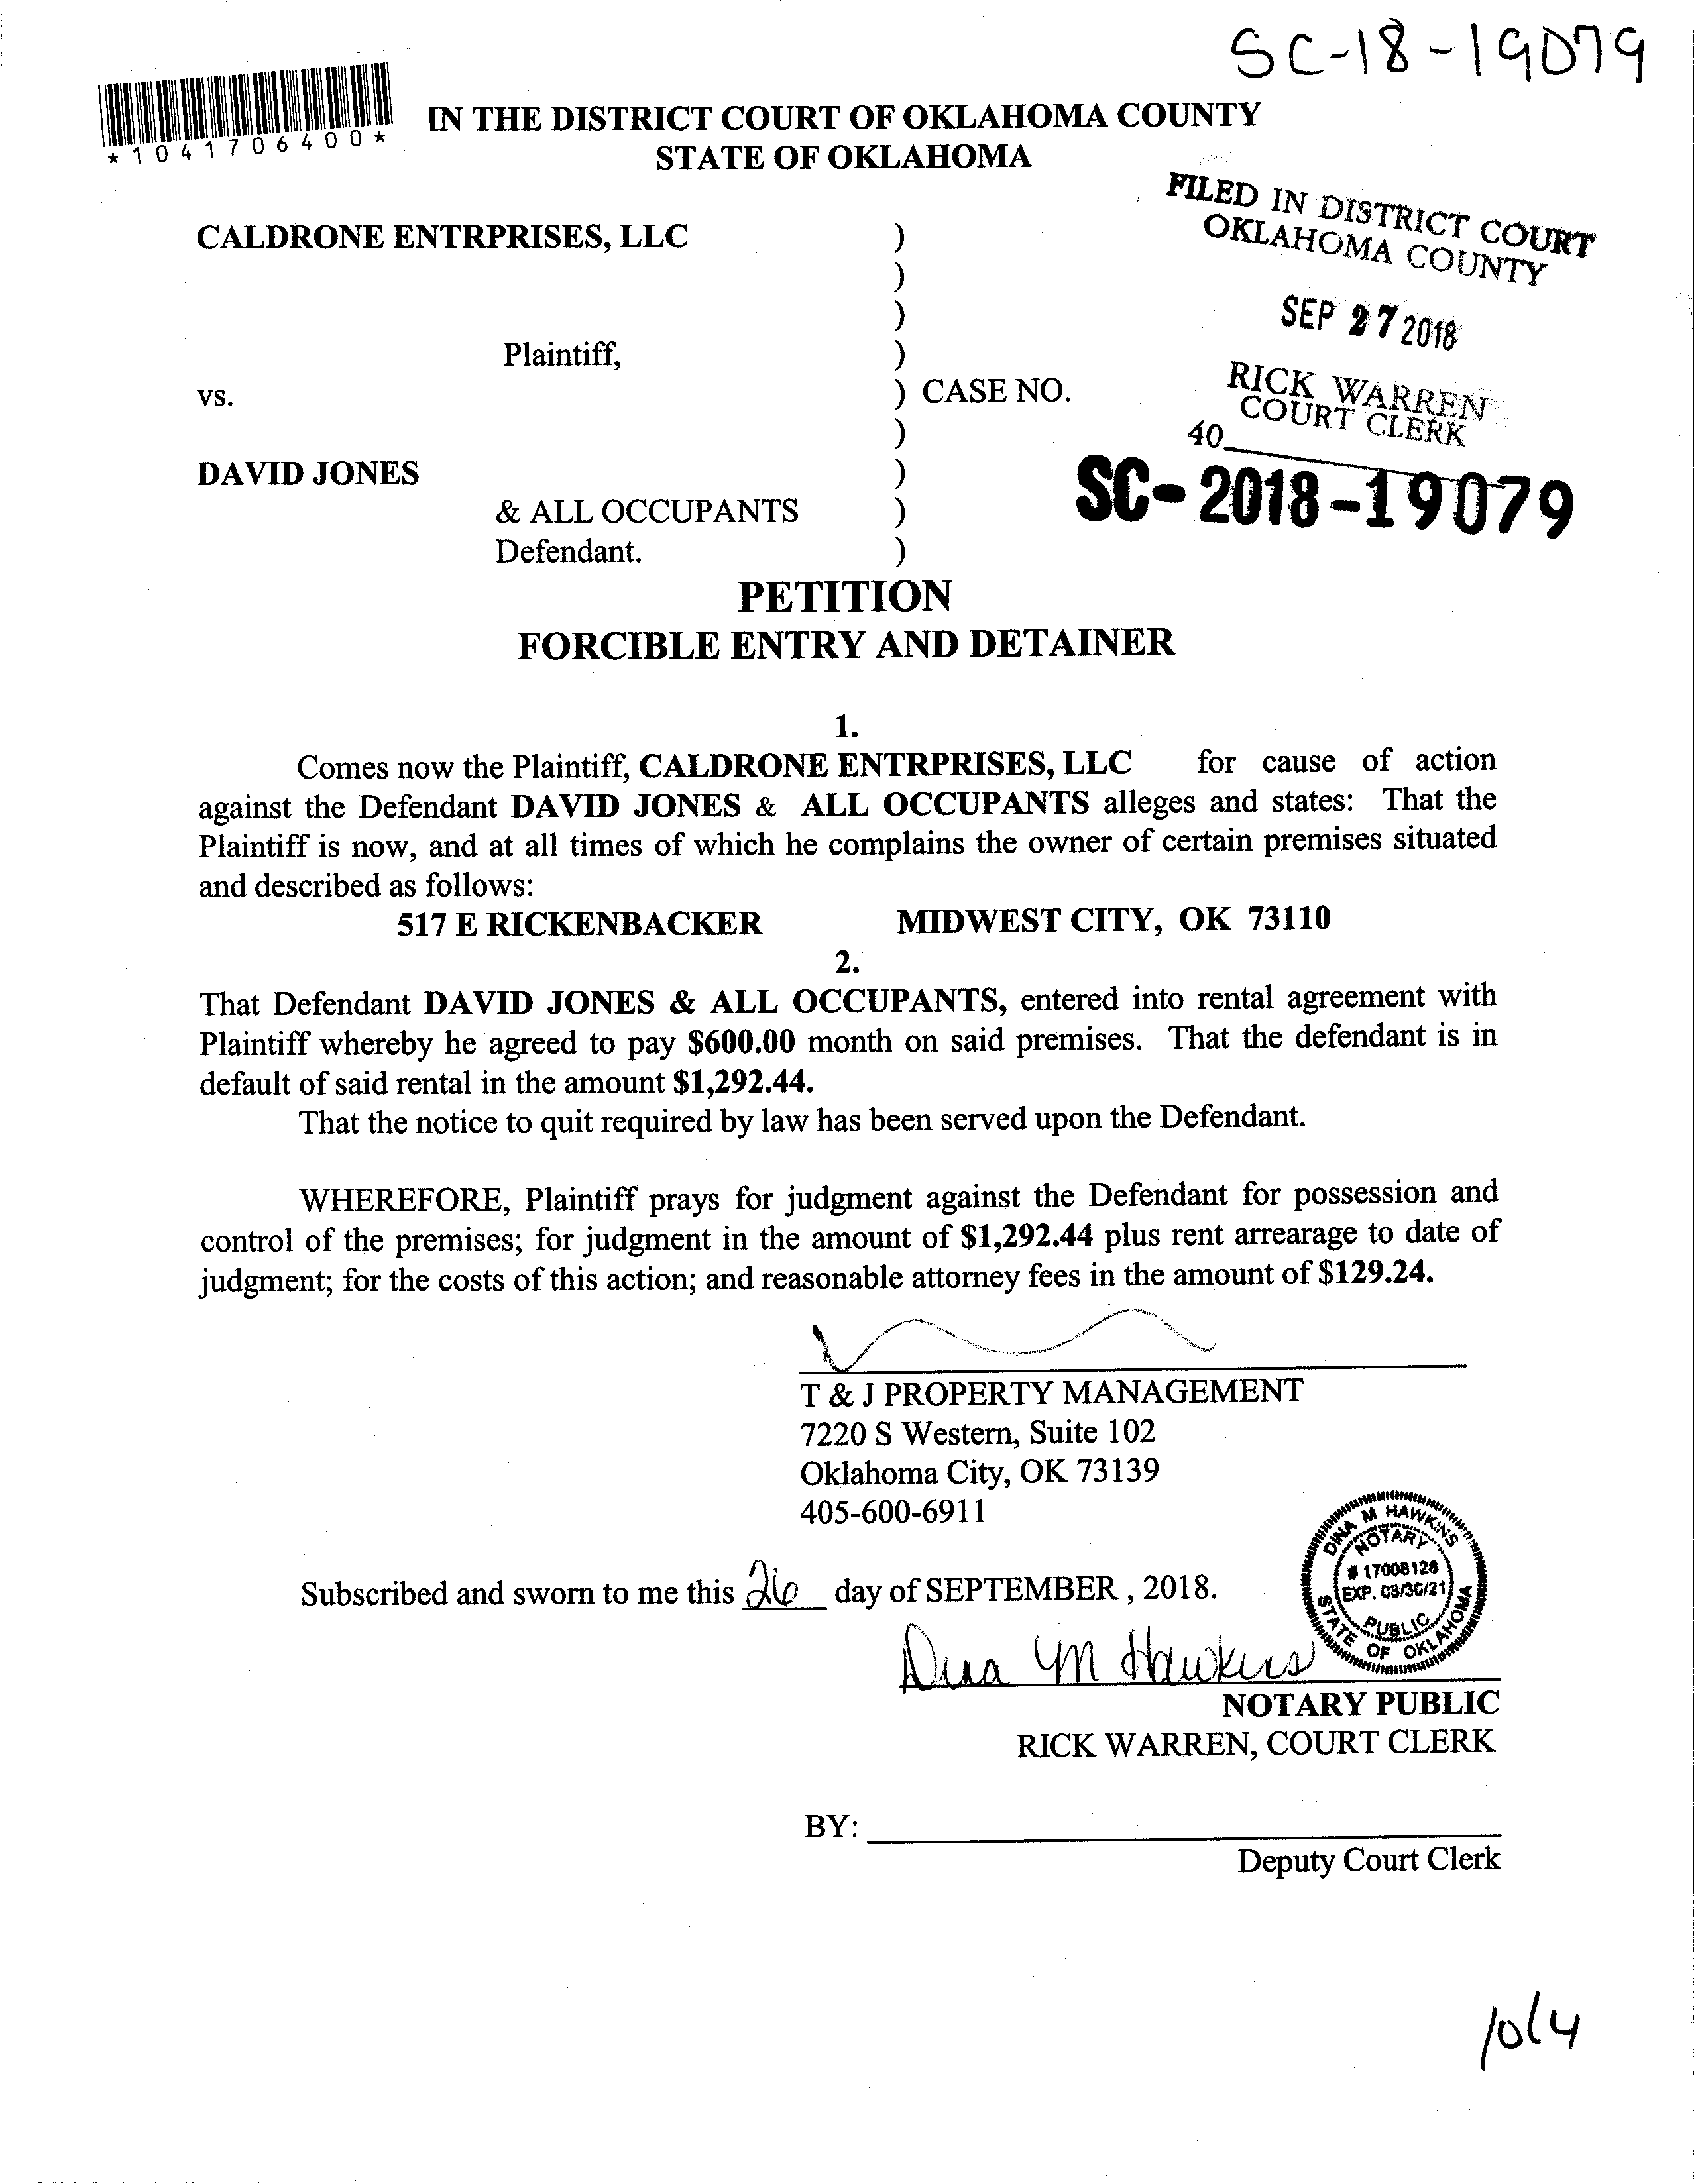 SC-18-19079
*1041706400*
IN THE DISTRICT COURT OF OKLAHOMA COUNTY
STATE OF OKLAHOMA
FILED IN DISTRICT COURT
OKLAHOMA COUNTY
SEP 27 2018
RICK WARREN
COURT CLERK
40
SC-2018-19079
CALDRONE ENTRPRISES, LLC )
)
)
Plaintiff, )
vs. ) CASE NO.
)
DAVID JONES )
& ALL OCCUPANTS )
Defendant. )
PETITION
FORCIBLE ENTRY AND DETAINER
1.
Comes now the Plaintiff, CALDRONE ENTRPRISES, LLC for cause of action
against the Defendant DAVID JONES & ALL OCCUPANTS alleges and states: That the
Plaintiff is now, and at all times of which he complains the owner of certain premises situated
and described as follows:
517 E RICKENBACKER MIDWEST CITY, OK 73110
2.
That Defendant DAVID JONES & ALL OCCUPANTS, entered into rental agreement with
Plaintiff whereby he agreed to pay $600.00 month on said premises. That the defendant is in
default of said rental in the amount $1,292.44.
That the notice to quit required by law has been served upon the Defendant.
WHEREFORE, Plaintiff prays for judgment against the Defendant for possession and
control of the premises; for judgment in the amount of $1,292.44 plus rent arrearage to date of
judgment; for the costs of this action; and reasonable attorney fees in the amount of $129.24.
T & J PROPERTY MANAGEMENT
7220 S Western, Suite 102
Oklahoma City, OK 73139
405-600-6911
Subscribed and sworn to me this 26 day of SEPTEMBER , 2018.
DINA M HAWKINS
NOTARY
# 17008128
EXP. 03/30/21
PUBLIC
STATE OF OKLAHOMA
Dina M Hawkins
NOTARY PUBLIC
RICK WARREN, COURT CLERK
BY:
Deputy Court Clerk
10/4